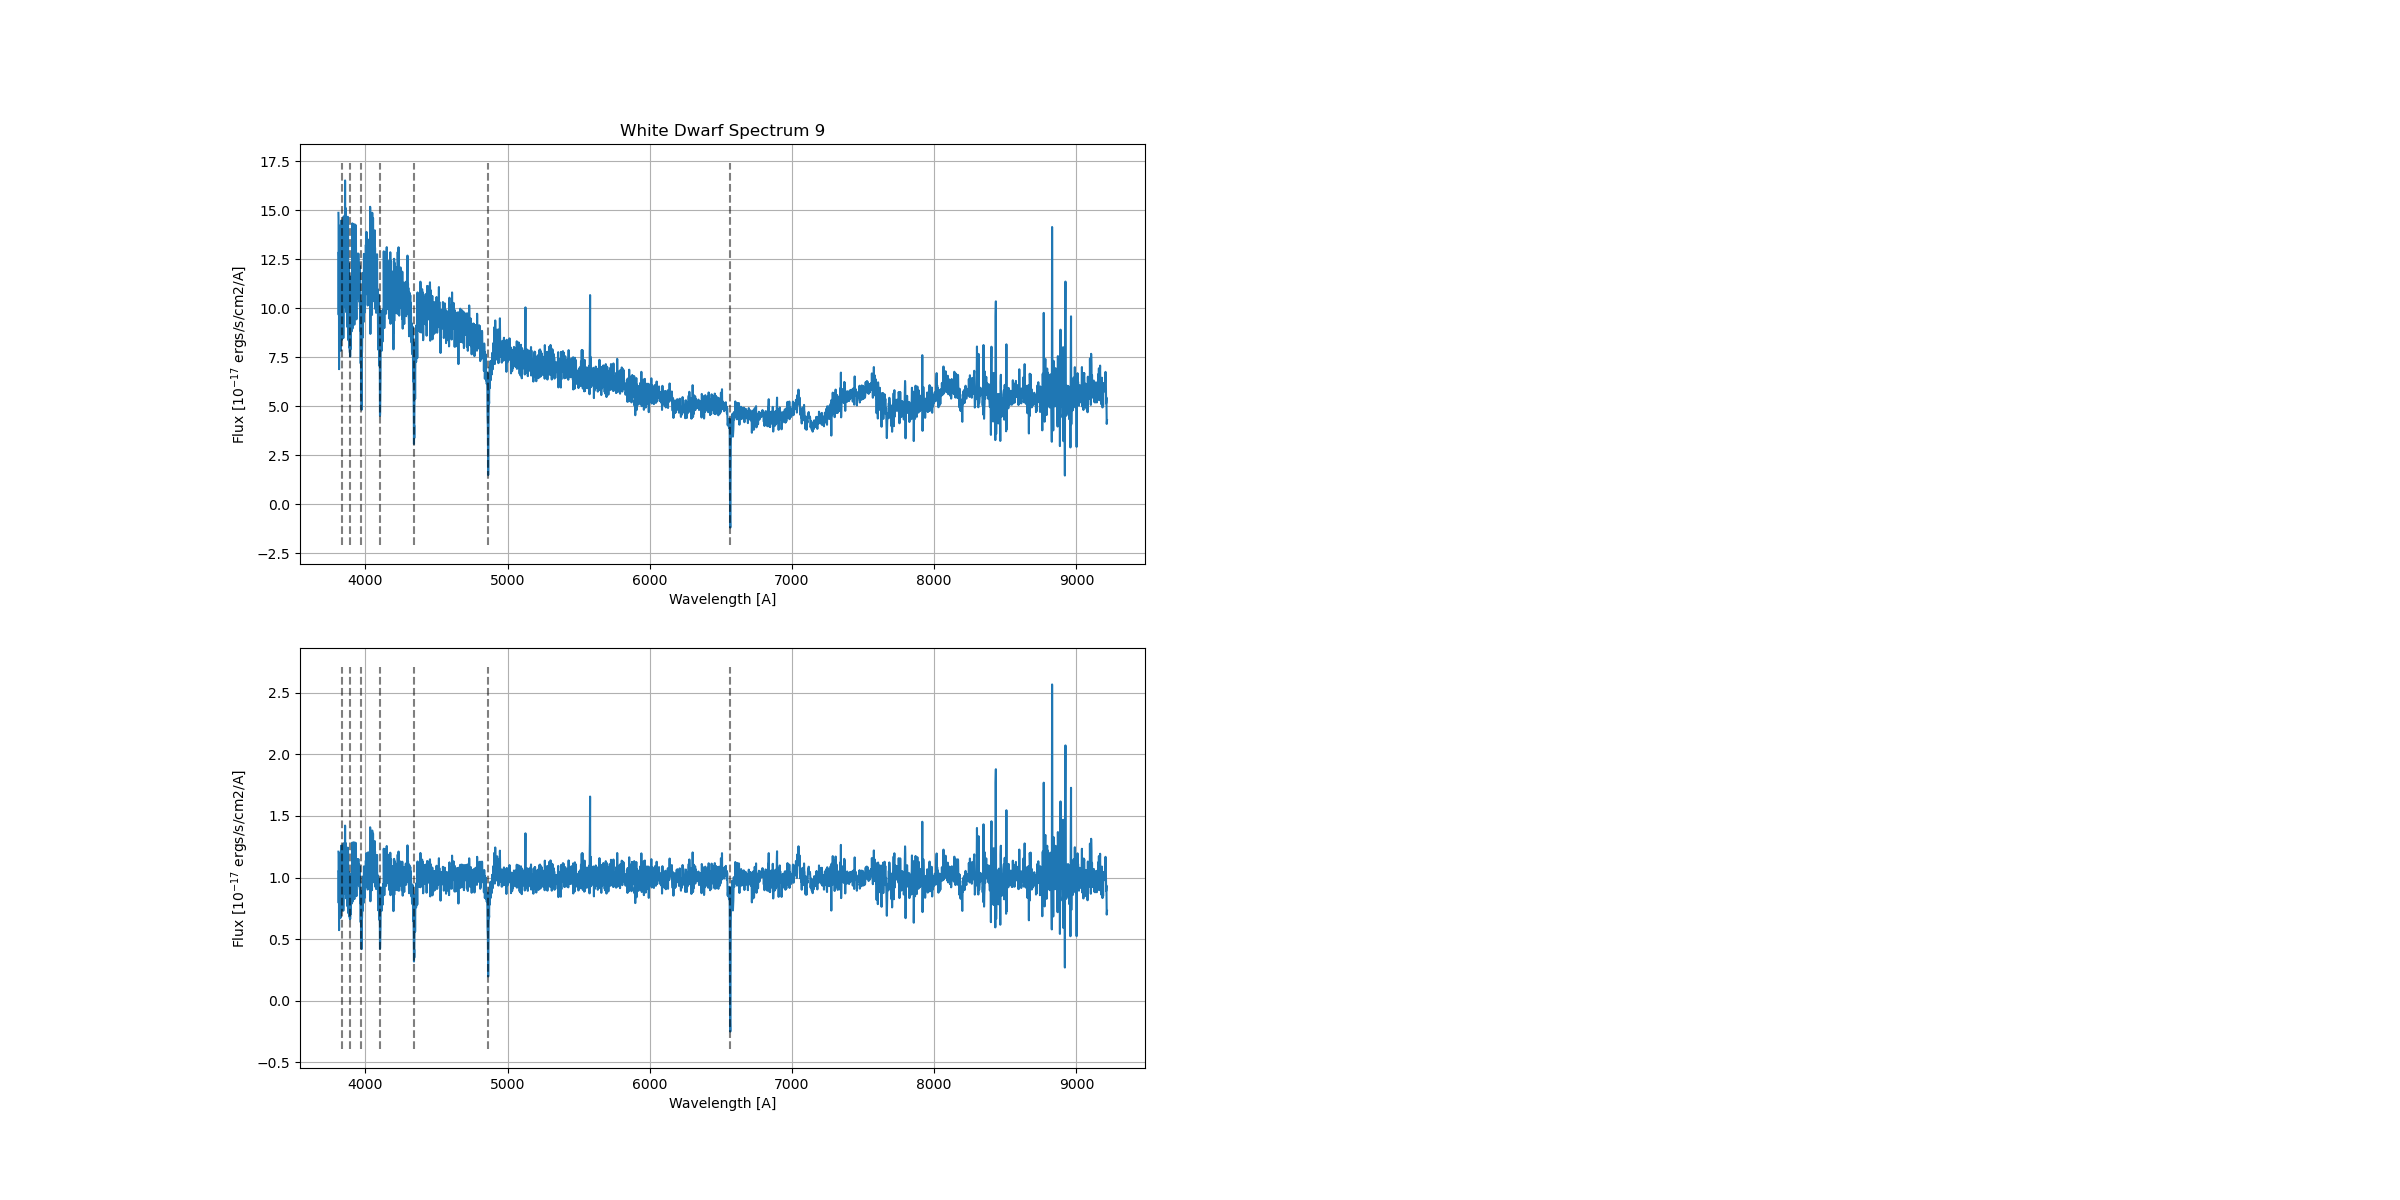 White Dwarf Spectrum 9
17.5
15.0
12.5
10.0
7.5
5.0
2.5
0.0
−2.5
Flux [10⁻¹⁷ ergs/s/cm2/A]
4000 5000 6000 7000 8000 9000
Wavelength [A]
2.5
2.0
1.5
1.0
0.5
0.0
−0.5
Flux [10⁻¹⁷ ergs/s/cm2/A]
4000 5000 6000 7000 8000 9000
Wavelength [A]